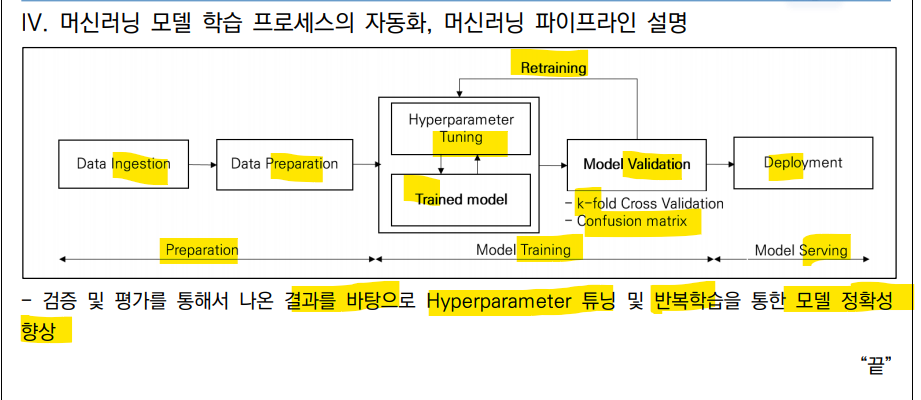 IV. 머신러닝 모델 학습 프로세스의 자동화, 머신러닝 파이프라인 설명
Retraining
Hyperparameter
Tuning
Data Ingestion
Data Preparation
Trained model
Model Validation
Deployment
– k-fold Cross Validation
– Confusion matrix
Preparation
Model Training
Model Serving
– 검증 및 평가를 통해서 나온 결과를 바탕으로 Hyperparameter 튜닝 및 반복학습을 통한 모델 정확성
향상
“끝”